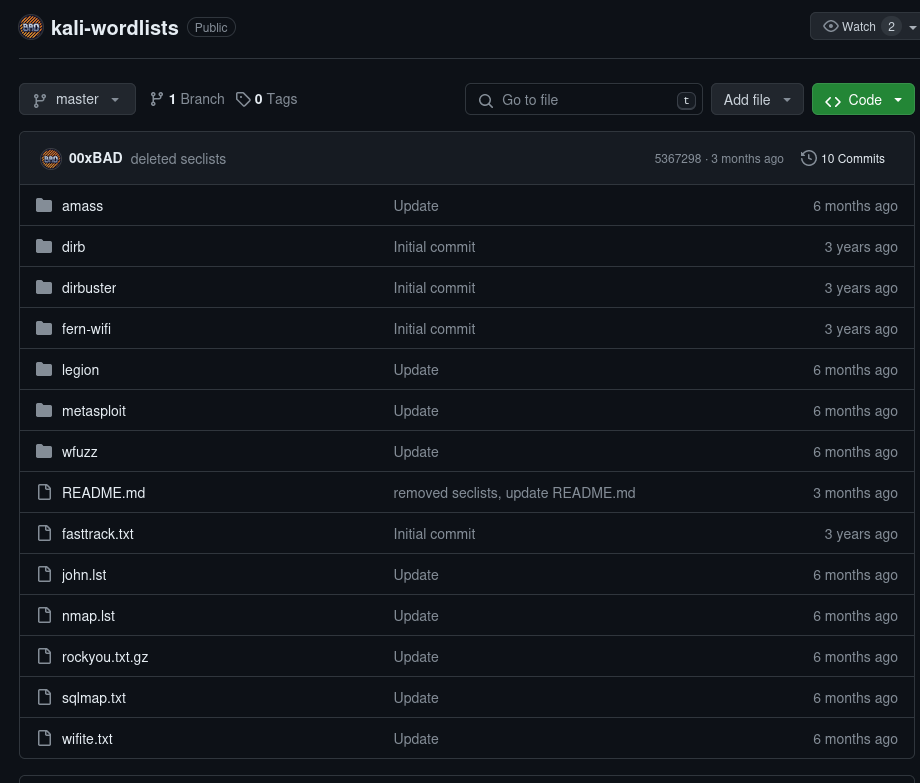 kali-wordlists Public Watch 2
master 1 Branch 0 Tags Go to file t Add file Code
00xBAD deleted seclists 5367298 · 3 months ago 10 Commits
amass Update 6 months ago
dirb Initial commit 3 years ago
dirbuster Initial commit 3 years ago
fern-wifi Initial commit 3 years ago
legion Update 6 months ago
metasploit Update 6 months ago
wfuzz Update 6 months ago
README.md removed seclists, update README.md 3 months ago
fasttrack.txt Initial commit 3 years ago
john.lst Update 6 months ago
nmap.lst Update 6 months ago
rockyou.txt.gz Update 6 months ago
sqlmap.txt Update 6 months ago
wifite.txt Update 6 months ago